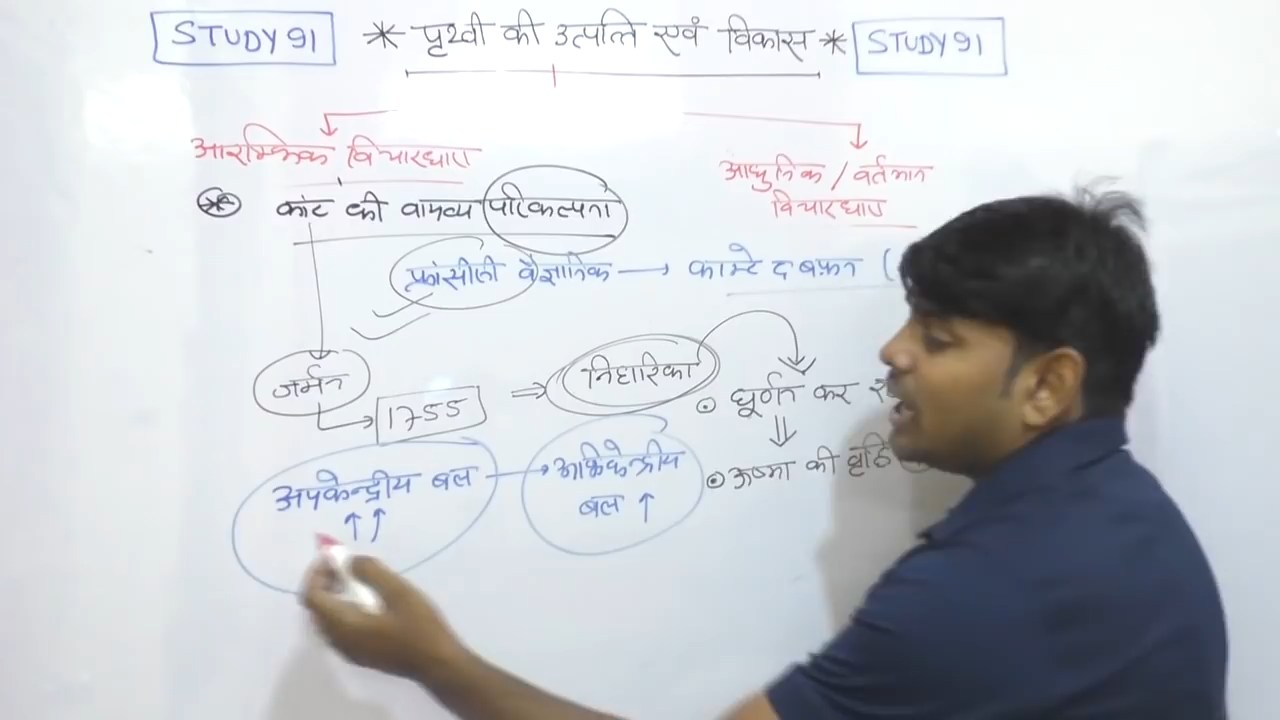 STUDY 91 * पृथ्वी की उत्पत्ति एवं विकास * STUDY 91
आरम्भिक विचारधाराए
आधुनिक / वर्तमान
विचारधाराए
कांट की वायव्य परिकल्पना
फ्रांसीसी वैज्ञानिक → काम्टे द बफ़न (
जर्मन
1755
⇒ निहारिका
• घूर्णन कर
अपकेन्द्रीय बल → अभिकेन्द्रीय
↑↑ बल ↑
• ऊष्मा की वृद्धि